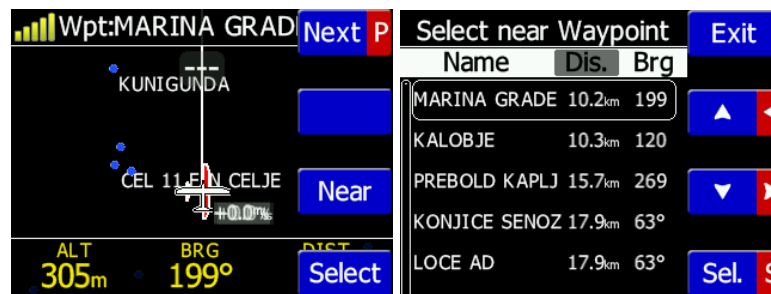 Wpt:MARINA GRAD Next P
KUNIGUNDA
CEL 11 F N CELJE
Near
+0.0m/s
ALT BRG DIST
305m 199° Select
Select near Waypoint Exit
Name Dis. Brg
MARINA GRADE 10.2km 199
KALOBJE 10.3km 120
PREBOLD KAPLJ 15.7km 269
KONJICE SENOZ 17.9km 63°
LOCE AD 17.9km 63°
Sel. S